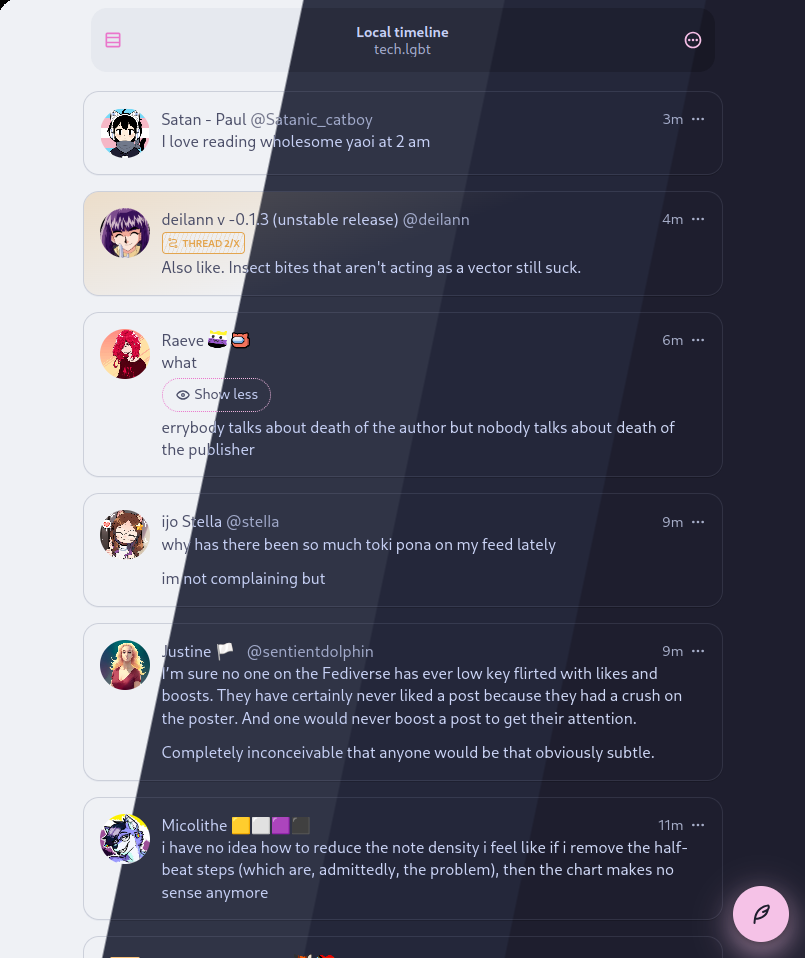 Local timeline
tech.lgbt
Satan - Paul @Satanic_catboy 3m
I love reading wholesome yaoi at 2 am
deilann v -0.1.3 (unstable release) @deilann 4m
THREAD 2/X
Also like. Insect bites that aren't acting as a vector still suck.
Raeve 6m
what
Show less
errybody talks about death of the author but nobody talks about death of
the publisher
ijo Stella @stella 9m
why has there been so much toki pona on my feed lately
im not complaining but
Justine 🏳️ @sentientdolphin 9m
I'm sure no one on the Fediverse has ever low key flirted with likes and
boosts. They have certainly never liked a post because they had a crush on
the poster. And one would never boost a post to get their attention.
Completely inconceivable that anyone would be that obviously subtle.
Micolithe 🟨⬜🟪⬛ 11m
i have no idea how to reduce the note density i feel like if i remove the half-
beat steps (which are, admittedly, the problem), then the chart makes no
sense anymore